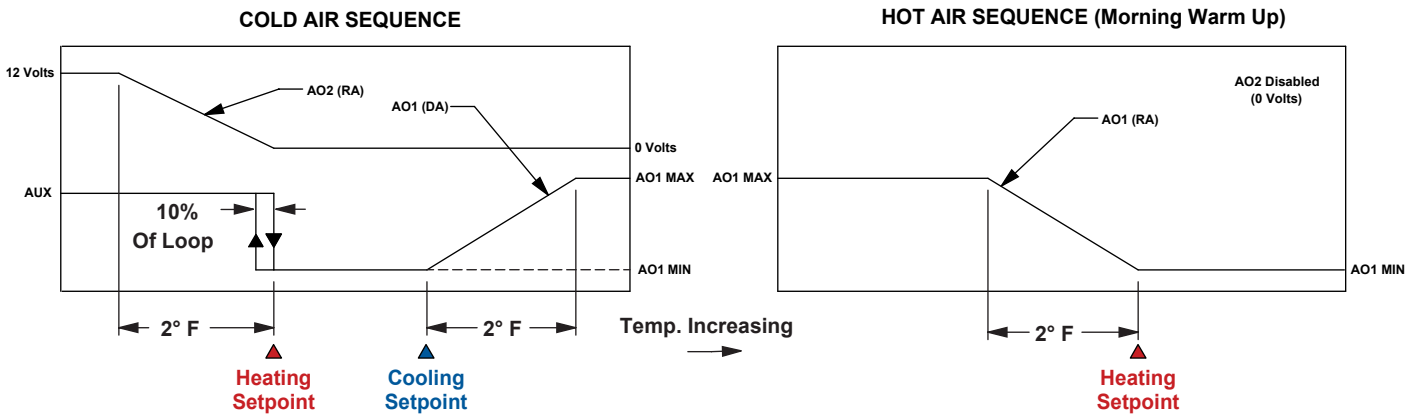 COLD AIR SEQUENCE
HOT AIR SEQUENCE (Morning Warm Up)
12 Volts
AO2 (RA)
AO1 (DA)
0 Volts
AO1 MAX
AUX
10%
Of Loop
AO1 MIN
2° F
2° F
Heating
Setpoint
Cooling
Setpoint
Temp. Increasing
AO2 Disabled
(0 Volts)
AO1 (RA)
AO1 MAX
AO1 MIN
2° F
Heating
Setpoint